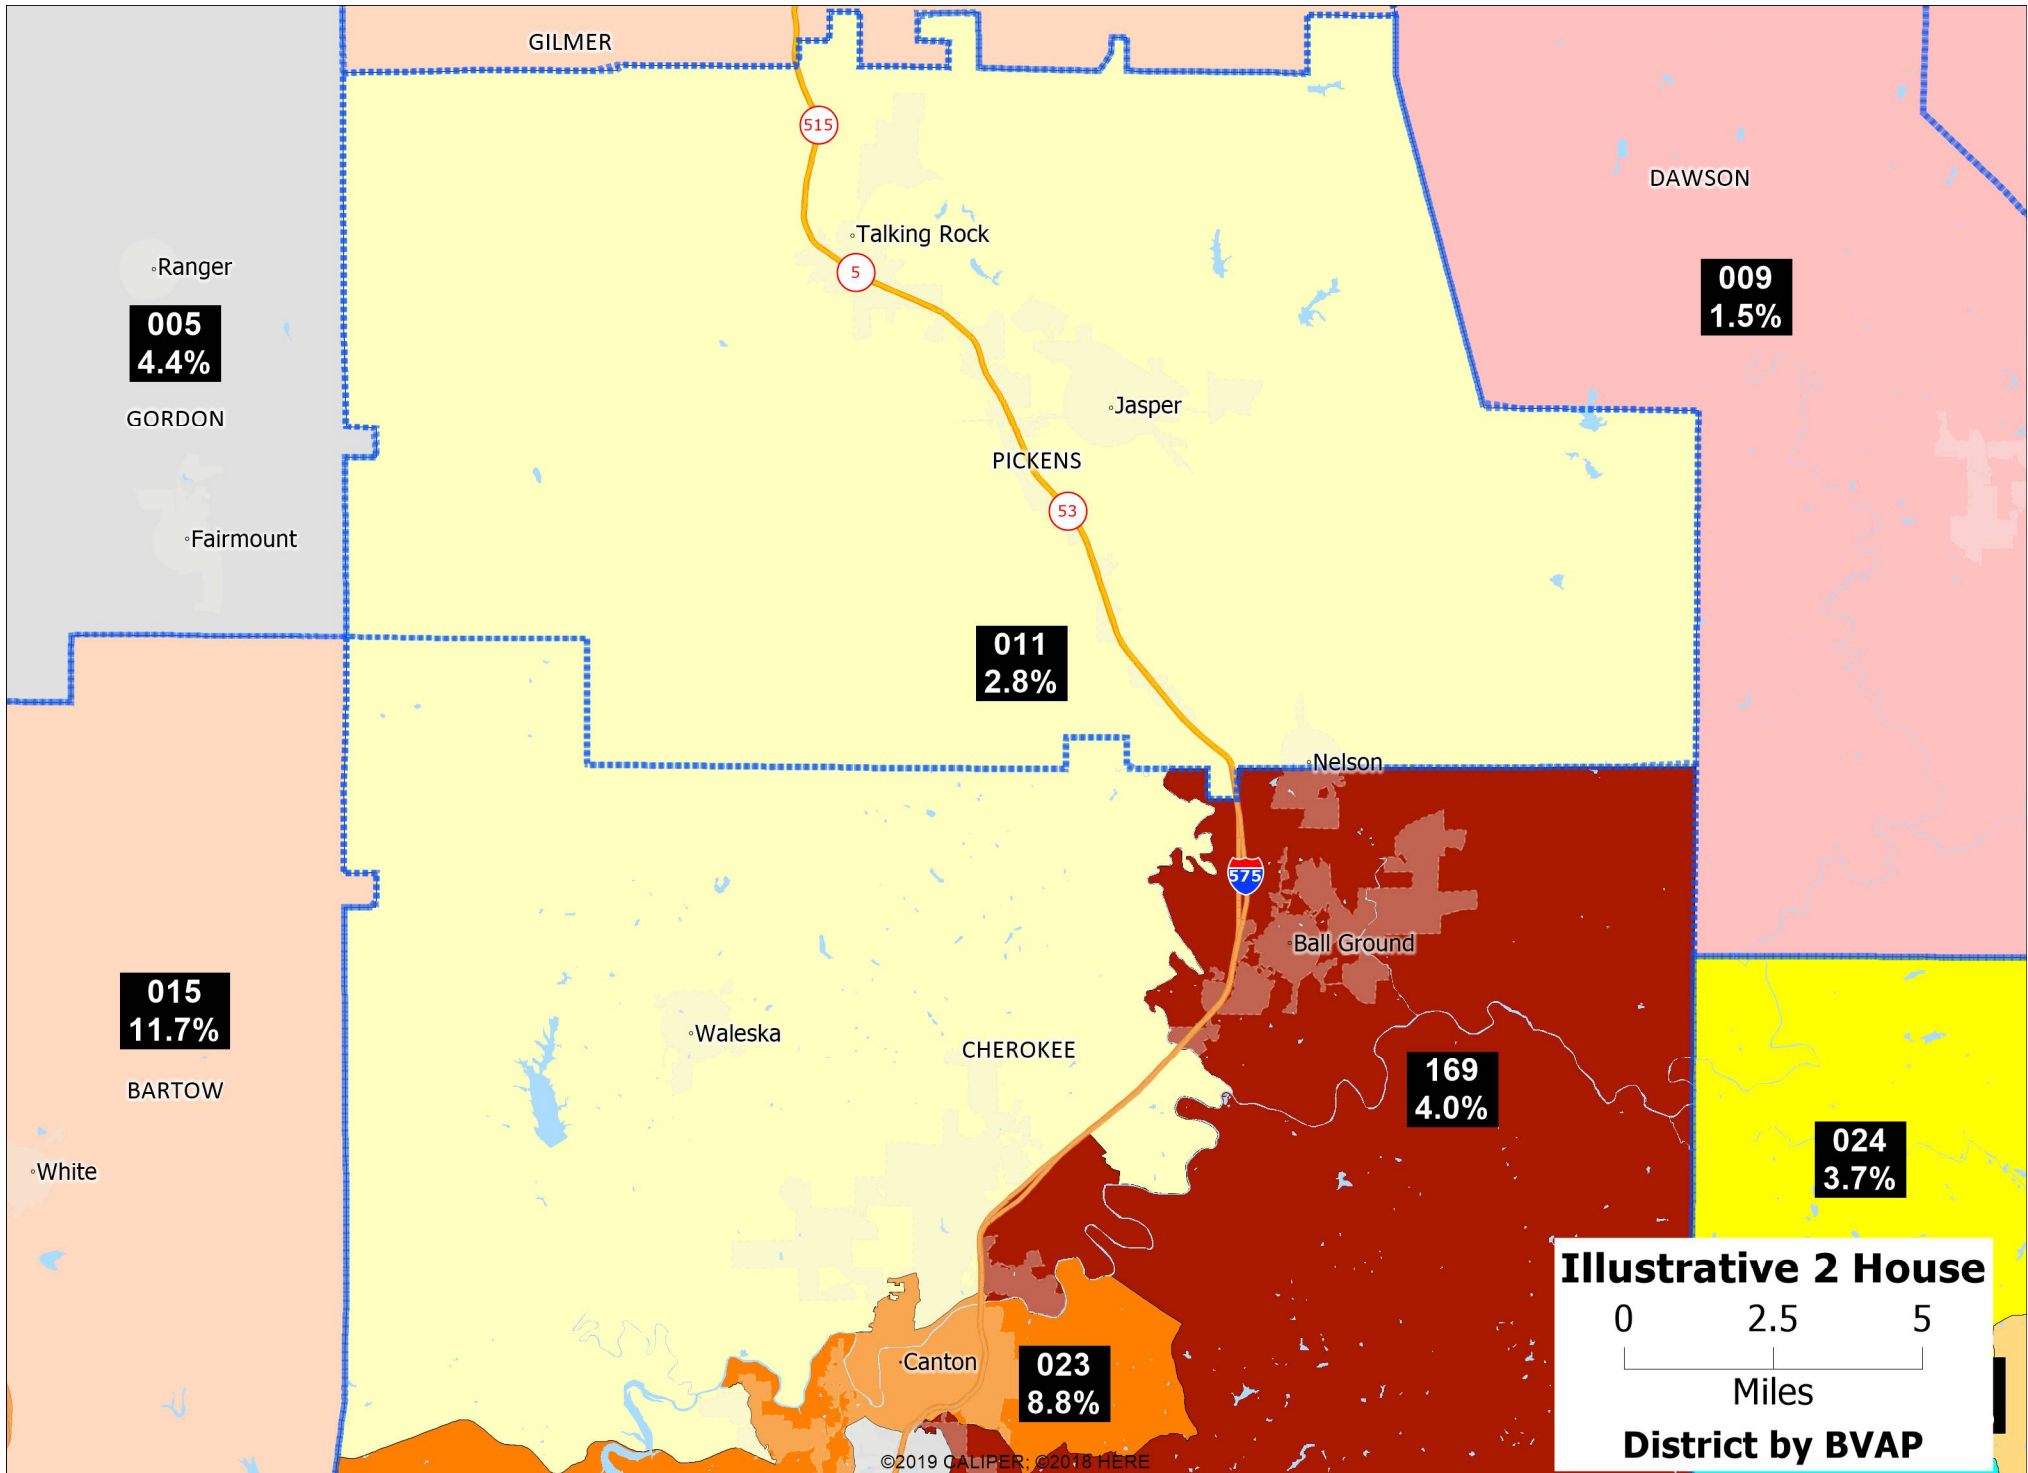 GILMER
515
DAWSON
Talking Rock
Ranger
5
009
1.5%
005
4.4%
Jasper
GORDON
PICKENS
53
Fairmount
011
2.8%
Nelson
575
Ball Ground
015
11.7%
Waleska
CHEROKEE
BARTOW
169
4.0%
024
3.7%
White
Illustrative 2 House
0 2.5 5
Miles
District by BVAP
Canton
023
8.8%
©2019 CALIPER; ©2018 HERE